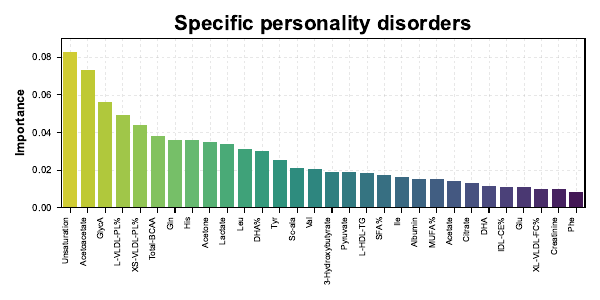 Specific personality disorders
Importance
0.08
0.06
0.04
0.02
0.00
Unsaturation
Acetoacetate
GlycA
L-VLDL-PL%
XS-VLDL-PL%
Total-BCAA
Gln
His
Acetone
Lactate
Leu
DHA%
Tyr
Sc-ala
Val
3-Hydroxybutyrate
Pyruvate
L-HDL-TG
SFA%
Ile
Albumin
MUFA%
Acetate
Citrate
DHA
IDL-CE%
Glu
XL-VLDL-FC%
Creatinine
Phe